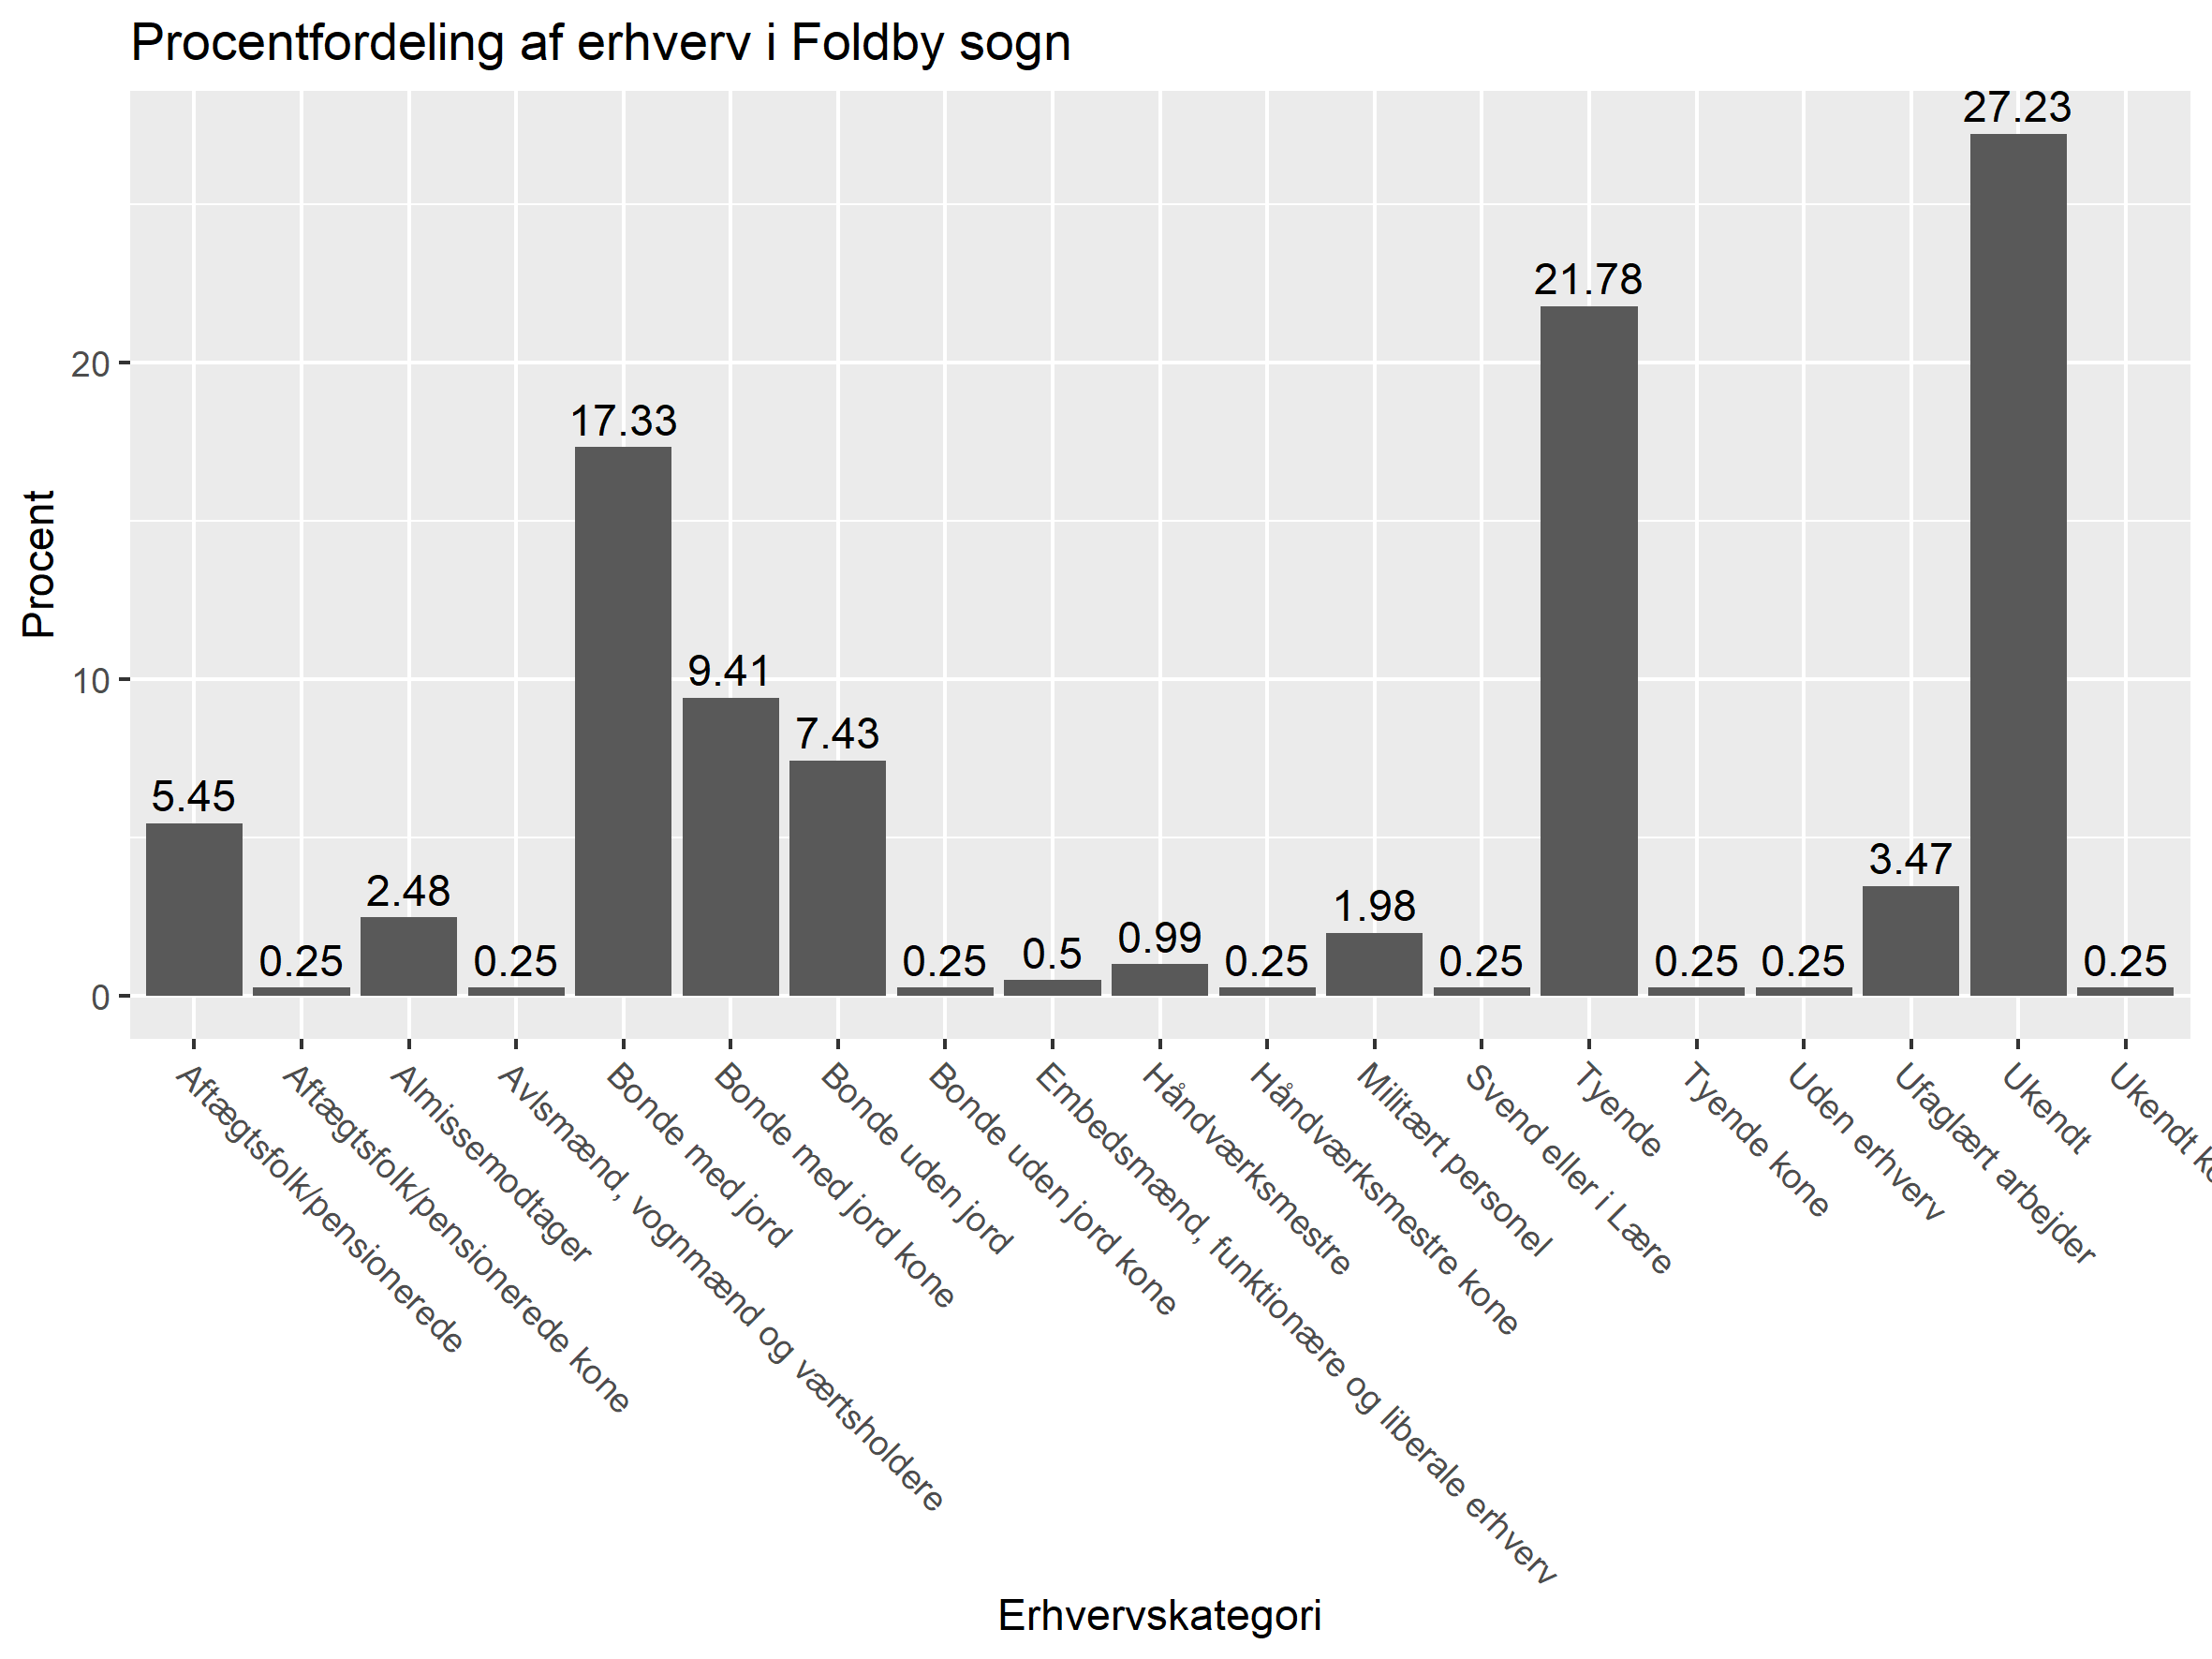 Procentfordeling af erhverv i Foldby sogn
Procent
20
10
0
5.45
0.25
2.48
0.25
17.33
9.41
7.43
0.25
0.5
0.99
0.25
1.98
0.25
21.78
0.25
0.25
3.47
27.23
0.25
Aftægtsfolk/pensionerede
Aftægtsfolk/pensionerede kone
Almissemodtager
Avlsmænd, vognmænd og værtsholdere
Bonde med jord
Bonde med jord kone
Bonde uden jord
Bonde uden jord kone
Embedsmænd, funktionære og liberale erhverv
Håndværksmestre
Håndværksmestre kone
Militært personel
Svend eller i Lære
Tyende
Tyende kone
Uden erhverv
Ufaglært arbejder
Ukendt
Ukendt
Erhvervskategori